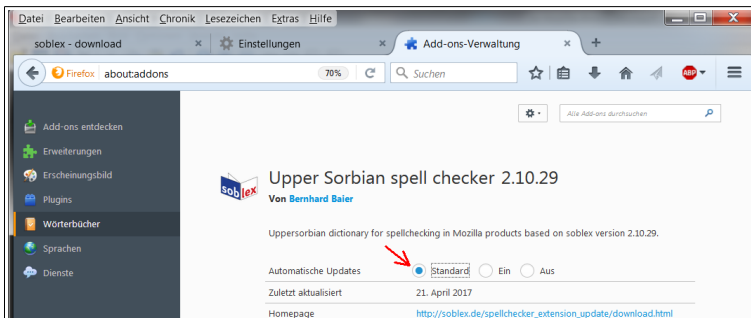 Datei Bearbeiten Ansicht Chronik Lesezeichen Extras Hilfe
soblex - download × Einstellungen × Add-ons-Verwaltung × +
Firefox about:addons 70% Suchen ABP
Alle Add-ons durchsuchen
Add-ons entdecken
Erweiterungen
Erscheinungsbild
Plugins
Wörterbücher
Sprachen
Dienste
soblex
Upper Sorbian spell checker 2.10.29
Von Bernhard Baier
Uppersorbian dictionary for spellchecking in Mozilla products based on soblex version 2.10.29.
Automatische Updates Standard Ein Aus
Zuletzt aktualisiert 21. April 2017
Homepage http://soblex.de/spellchecker_extension_update/download.html